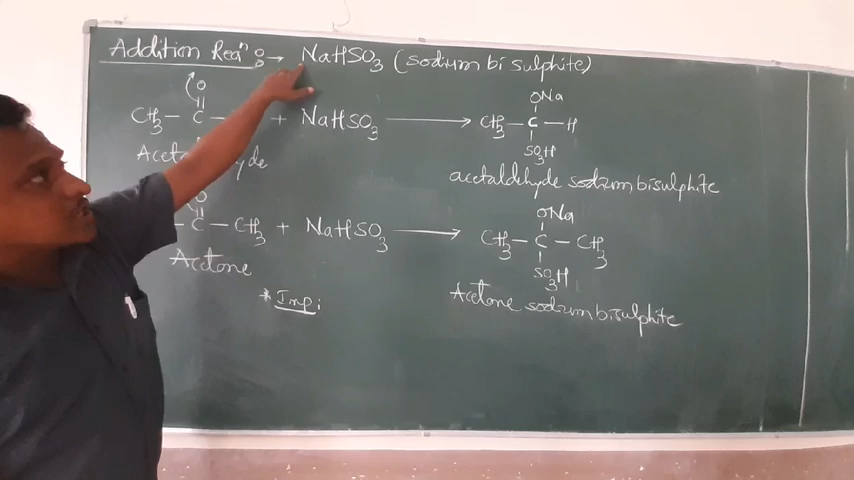 Addition Reaⁿ :→ NaHSO₃ (sodium bi sulphite)
O ONa
CH₃ — C — + NaHSO₃ ⟶ CH₃ — C — H
SO₃H
acetaldehyde sodium bisulphite
O ONa
— C — CH₃ + NaHSO₃ ⟶ CH₃ — C — CH₃
Acetone SO₃H
* Imp: Acetone sodium bisulphite